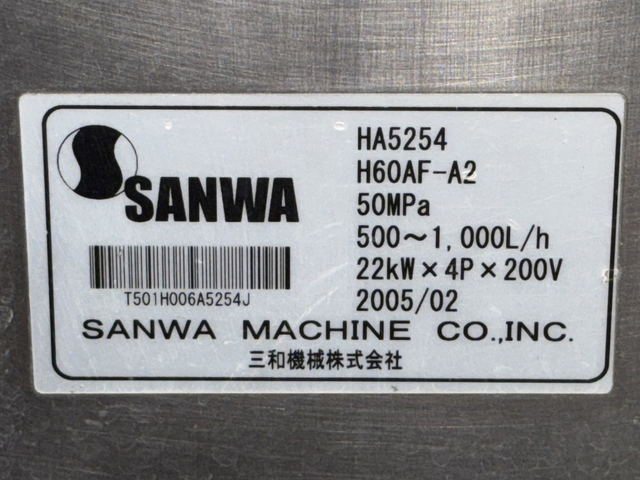 SANWA
T501H006A5254J
HA5254
H60AF-A2
50MPa
500～1,000L/h
22kW×4P×200V
2005/02
SANWA MACHINE CO.,INC.
三和機械株式会社